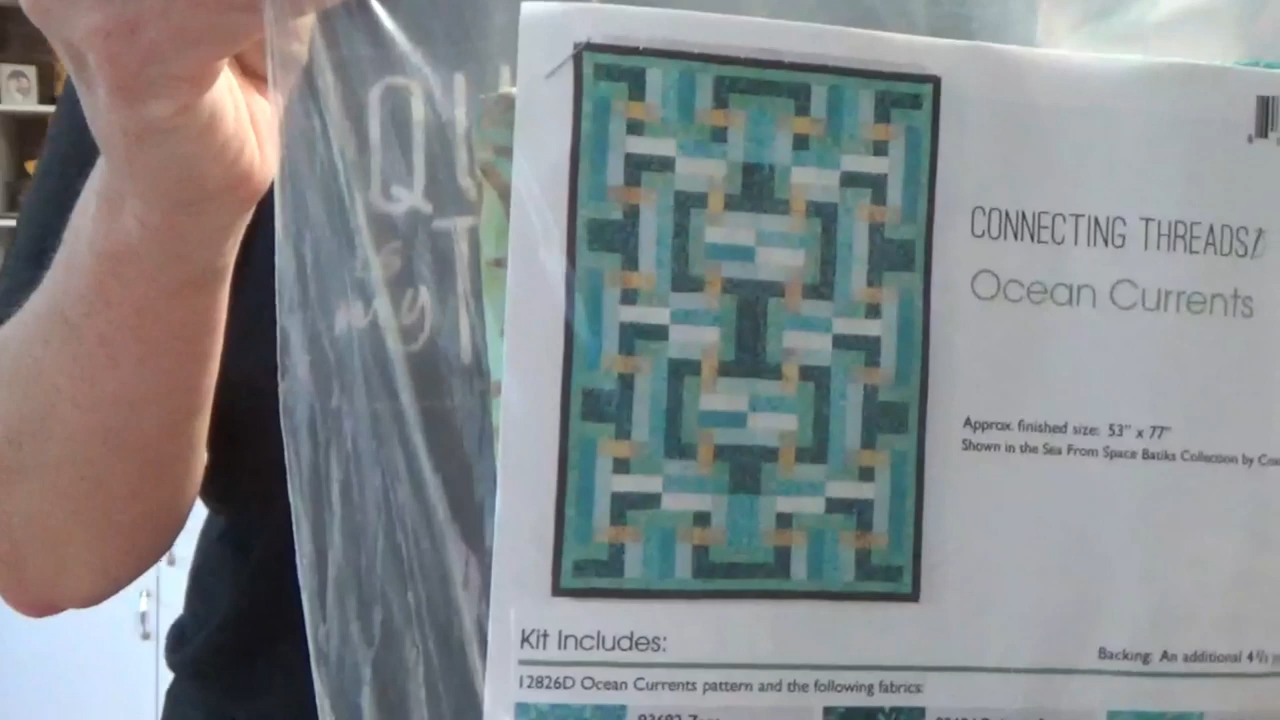 CONNECTING THREADS
Ocean Currents
Approx. finished size: 53" x 77"
Shown in the Sea From Space Batiks Collection by
Kit Includes:
Backing: An additional
12826D Ocean Currents pattern and the following fabrics:
my